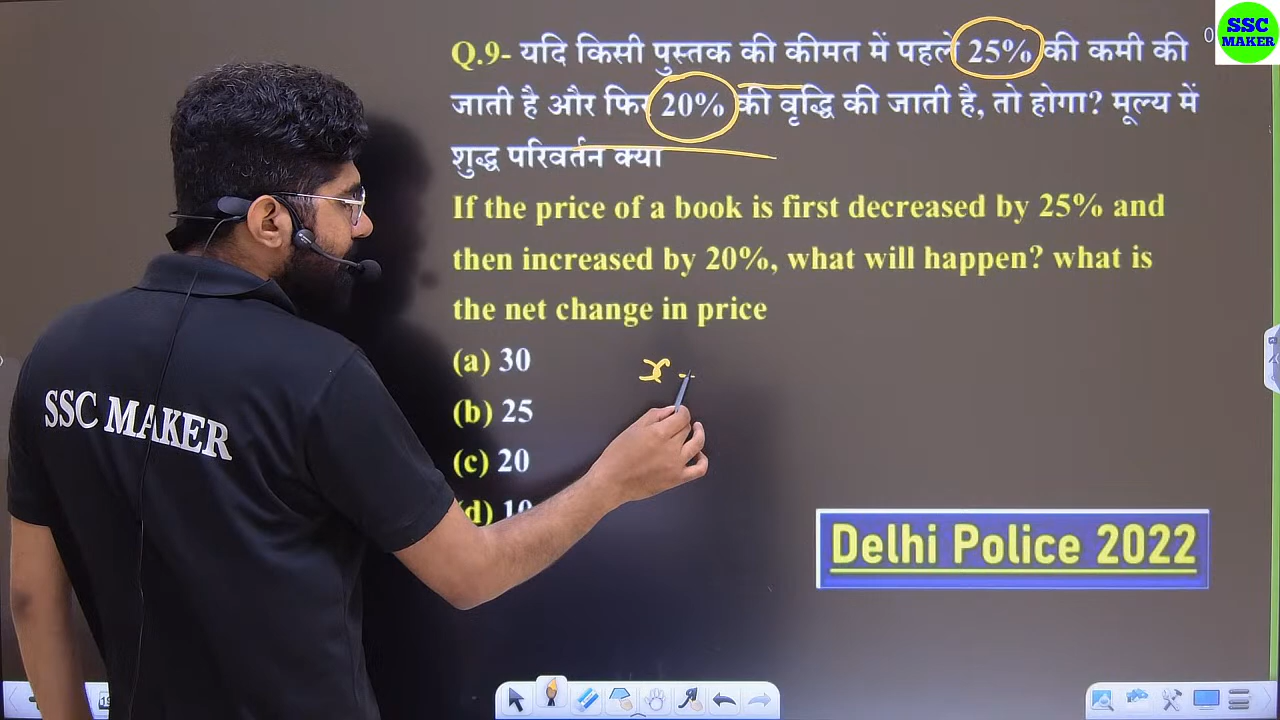 SSC
MAKER
Q.9- यदि किसी पुस्तक की कीमत में पहले 25% की कमी की
जाती है और फिर 20% की वृद्धि की जाती है, तो होगा? मूल्य में
शुद्ध परिवर्तन क्या
If the price of a book is first decreased by 25% and
then increased by 20%, what will happen? what is
the net change in price
(a) 30
(b) 25
(c) 20
(d) 10
x -
SSC MAKER
Delhi Police 2022